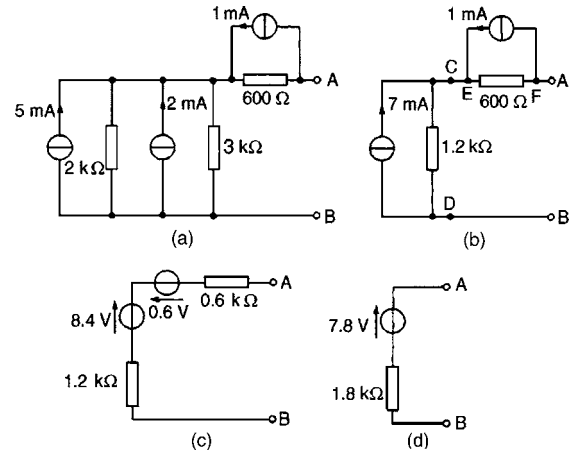 1 mA
A
5 mA
2 mA
600 Ω
2 kΩ
3 kΩ
B
(a)
1 mA
C
A
E
600 Ω
F
7 mA
1.2 kΩ
D
B
(b)
A
0.6 V
0.6 kΩ
8.4 V
1.2 kΩ
B
(c)
A
7.8 V
1.8 kΩ
B
(d)